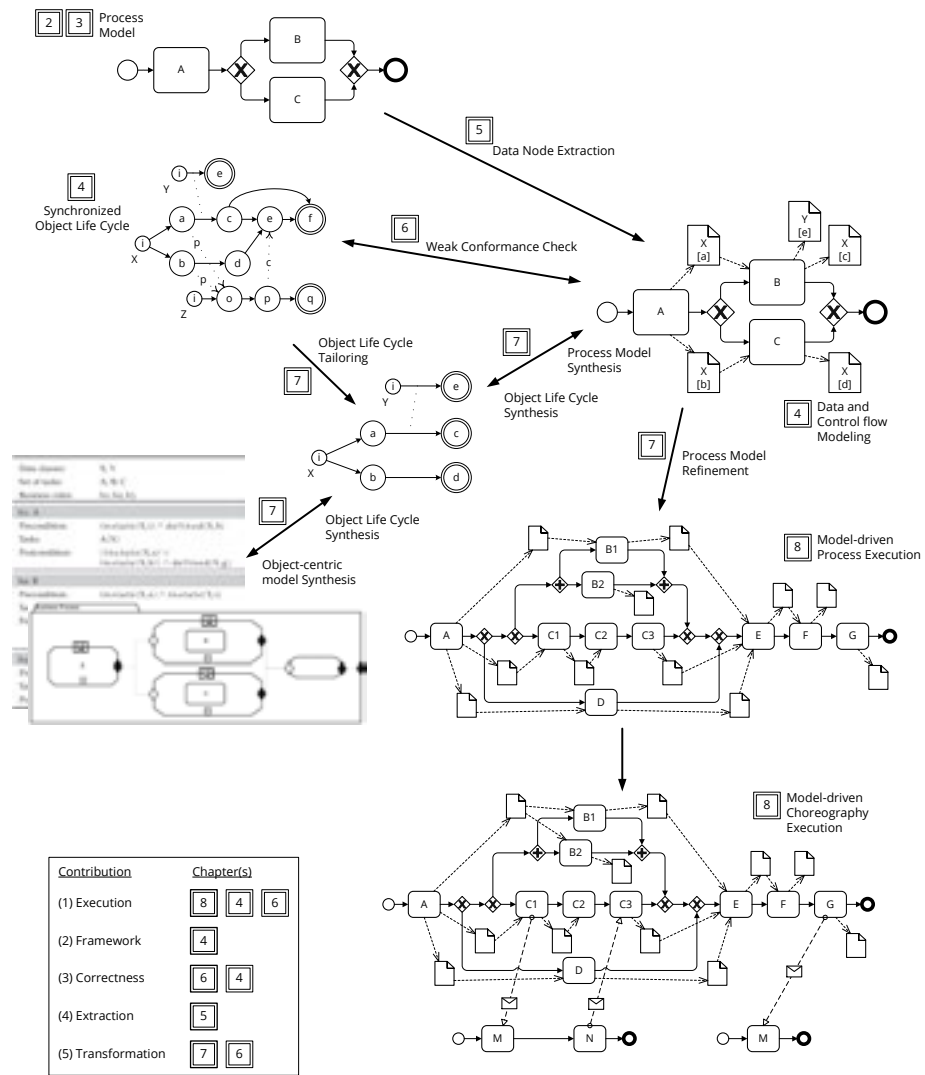 2 3 Process
Model
B
A
C
5
Data Node Extraction
i e
Y
4
Synchronized
Object Life Cycle
a c e f
i
X
p
b d
p c
i o p q
Z
6
Weak Conformance Check
Y
[e]
X
[a]
X
[c]
B
A
C
X
[b]
X
[d]
4 Data and
Control flow
Modeling
Object Life Cycle
Tailoring
7
7
Process Model
Synthesis
Object Life Cycle
Synthesis
i e
Y
a c
i
X
b d
7
Process Model
Refinement
7
Object Life Cycle
Synthesis
Object-centric
model Synthesis
8 Model-driven
Process Execution
B1
B2
A C1 C2 C3 E F G
D
8 Model-driven
Choreography
Execution
B1
B2
A C1 C2 C3 E F G
D
M N M
Contribution Chapter(s)
(1) Execution 8 4 6
(2) Framework 4
(3) Correctness 6 4
(4) Extraction 5
(5) Transformation 7 6